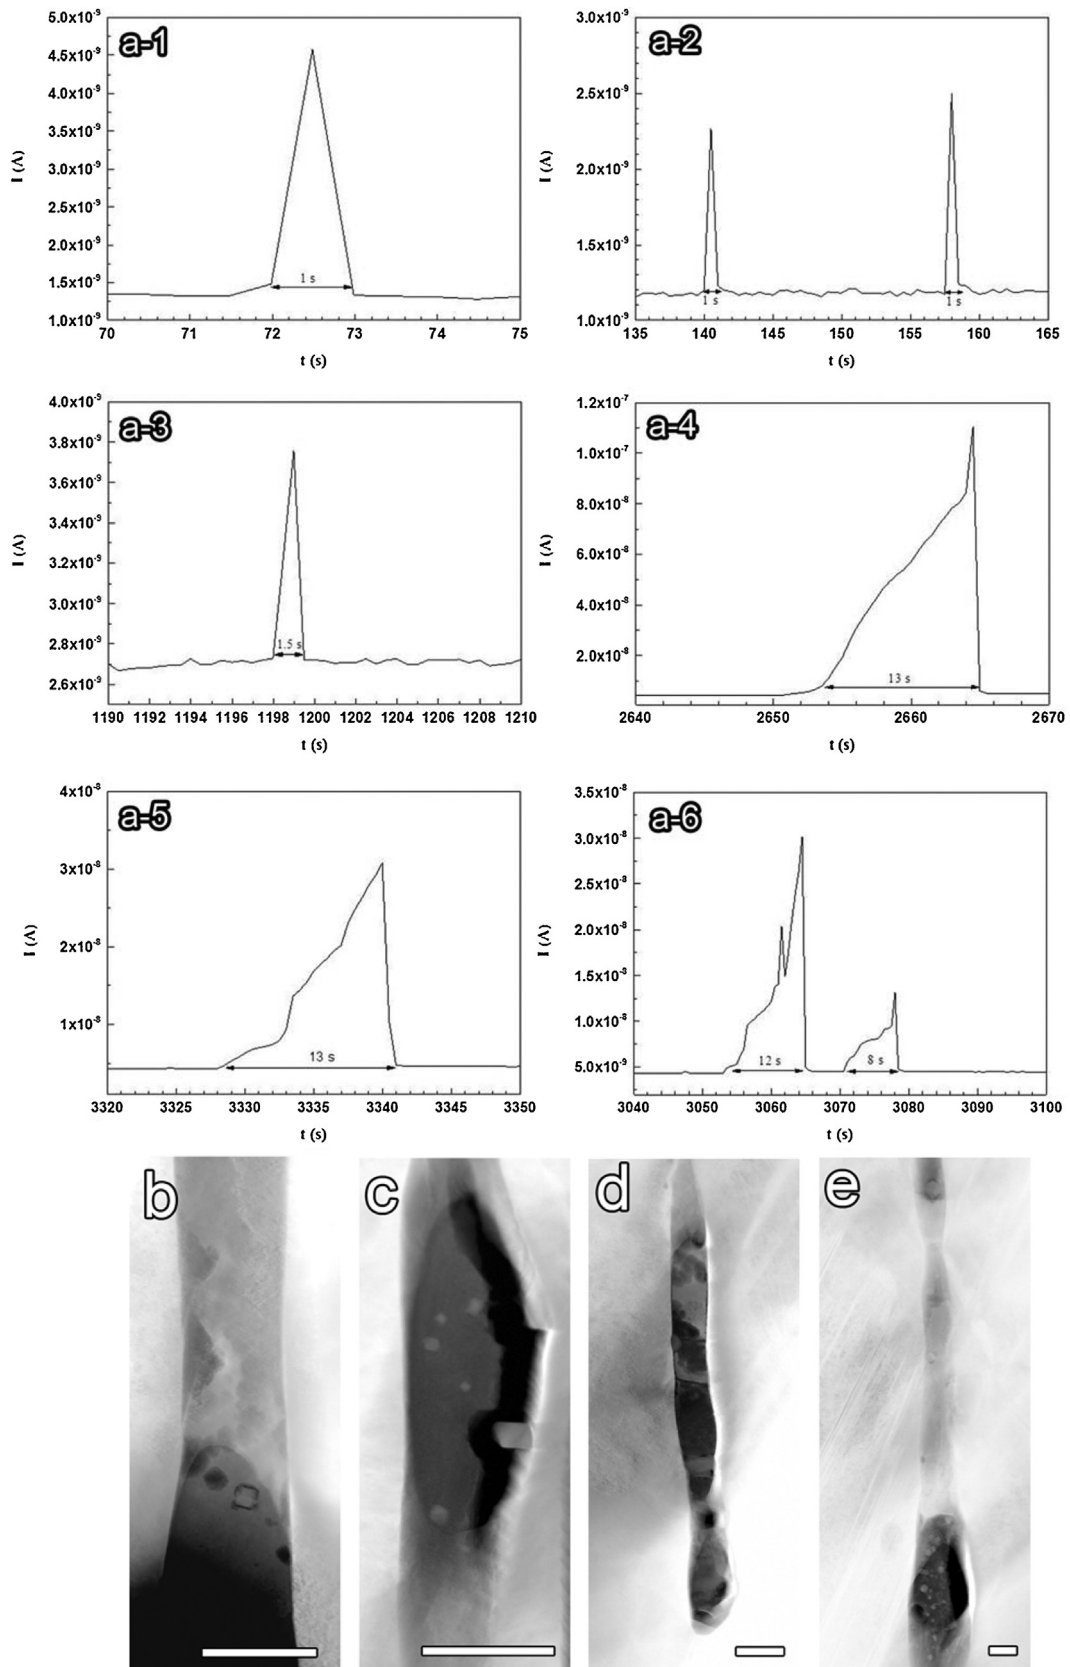 a-1
5.0x10⁻⁹
4.5x10⁻⁹
4.0x10⁻⁹
3.5x10⁻⁹
3.0x10⁻⁹
2.5x10⁻⁹
2.0x10⁻⁹
1.5x10⁻⁹
1.0x10⁻⁹
I (A)
1 s
70 71 72 73 74 75
t (s)
a-2
3.0x10⁻⁹
2.5x10⁻⁹
2.0x10⁻⁹
1.5x10⁻⁹
1.0x10⁻⁹
I (A)
1 s 1 s
135 140 145 150 155 160 165
t (s)
a-3
4.0x10⁻⁹
3.8x10⁻⁹
3.6x10⁻⁹
3.4x10⁻⁹
3.2x10⁻⁹
3.0x10⁻⁹
2.8x10⁻⁹
2.6x10⁻⁹
I (A)
1.5 s
1190 1192 1194 1196 1198 1200 1202 1204 1206 1208 1210
t (s)
a-4
1.2x10⁻⁷
1.0x10⁻⁷
8.0x10⁻⁸
6.0x10⁻⁸
4.0x10⁻⁸
2.0x10⁻⁸
I (A)
13 s
2640 2650 2660 2670
t (s)
a-5
4x10⁻⁸
3x10⁻⁸
2x10⁻⁸
1x10⁻⁸
I (A)
13 s
3320 3325 3330 3335 3340 3345 3350
t (s)
a-6
3.5x10⁻⁸
3.0x10⁻⁸
2.5x10⁻⁸
2.0x10⁻⁸
1.5x10⁻⁸
1.0x10⁻⁸
5.0x10⁻⁹
I (A)
12 s 8 s
3040 3050 3060 3070 3080 3090 3100
t (s)
b
c
d
e